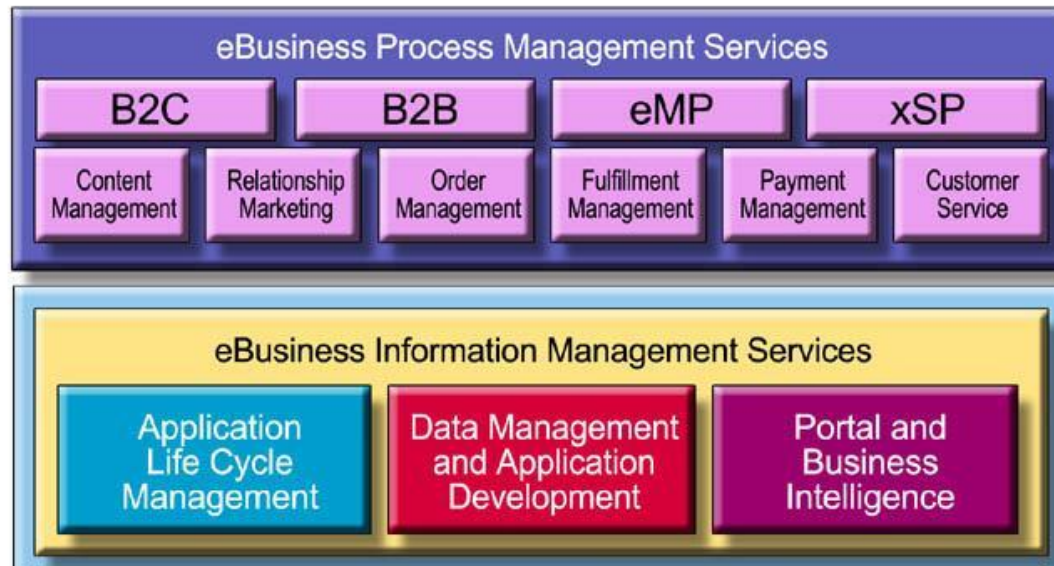 eBusiness Process Management Services
B2C
B2B
eMP
xSP
Content
Management
Relationship
Marketing
Order
Management
Fulfillment
Management
Payment
Management
Customer
Service
eBusiness Information Management Services
Application
Life Cycle
Management
Data Management
and Application
Development
Portal and
Business
Intelligence